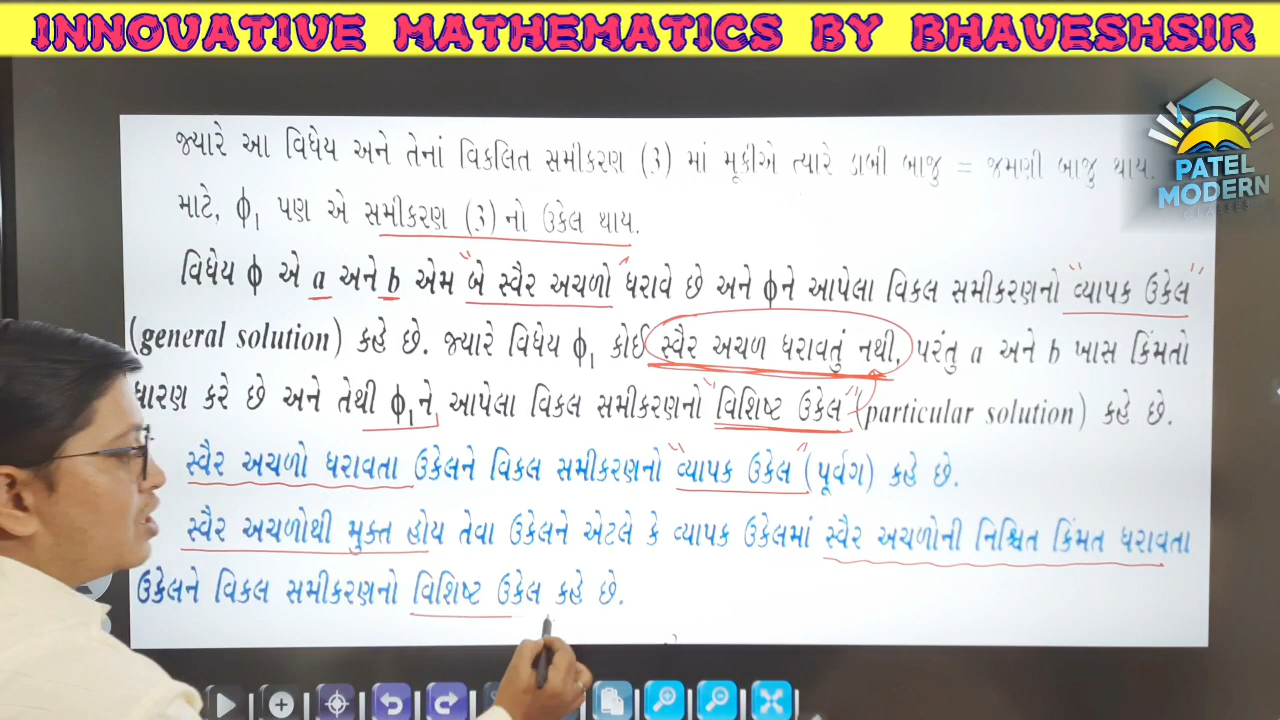 INNOVATIVE MATHEMATICS BY BHAVESHSIR
PATEL
MODERN
CLASSES
જ્યારે આ વિધેય અને તેનાં વિકલિત સમીકરણ (3) માં મૂકીએ ત્યારે ડાબી બાજુ = જમણી બાજુ થાય.
માટે, ϕ₁ પણ એ સમીકરણ (3) નો ઉકેલ થાય.
વિધેય ϕ એ a અને b એમ "બે સ્વૈર અચળો" ધરાવે છે અને ϕને આપેલા વિકલ સમીકરણનો "વ્યાપક ઉકેલ"
(general solution) કહે છે. જ્યારે વિધેય ϕ₁ કોઈ સ્વૈર અચળ ધરાવતું નથી, પરંતુ a અને b ખાસ કિંમતો
ધારણ કરે છે અને તેથી ϕ₁ને આપેલા વિકલ સમીકરણનો "વિશિષ્ટ ઉકેલ" (particular solution) કહે છે.
સ્વૈર અચળો ધરાવતા ઉકેલને વિકલ સમીકરણનો "વ્યાપક ઉકેલ" (પૂર્વગ) કહે છે.
સ્વૈર અચળોથી મુક્ત હોય તેવા ઉકેલને એટલે કે વ્યાપક ઉકેલમાં સ્વૈર અચળોની નિશ્ચિત કિંમત ધરાવતા
ઉકેલને વિકલ સમીકરણનો વિશિષ્ટ ઉકેલ કહે છે.